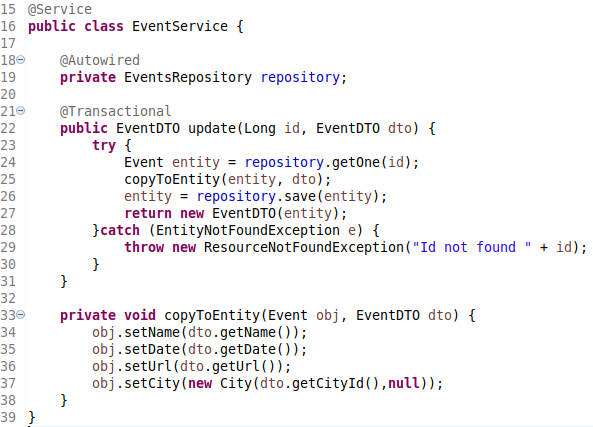 15 @Service
16 public class EventService {
17
18 @Autowired
19 private EventsRepository repository;
20
21 @Transactional
22 public EventDTO update(Long id, EventDTO dto) {
23 try {
24 Event entity = repository.getOne(id);
25 copyToEntity(entity, dto);
26 entity = repository.save(entity);
27 return new EventDTO(entity);
28 }catch (EntityNotFoundException e) {
29 throw new ResourceNotFoundException("Id not found " + id);
30 }
31 }
32
33 private void copyToEntity(Event obj, EventDTO dto) {
34 obj.setName(dto.getName());
35 obj.setDate(dto.getDate());
36 obj.setUrl(dto.getUrl());
37 obj.setCity(new City(dto.getCityId(),null));
38 }
39 }